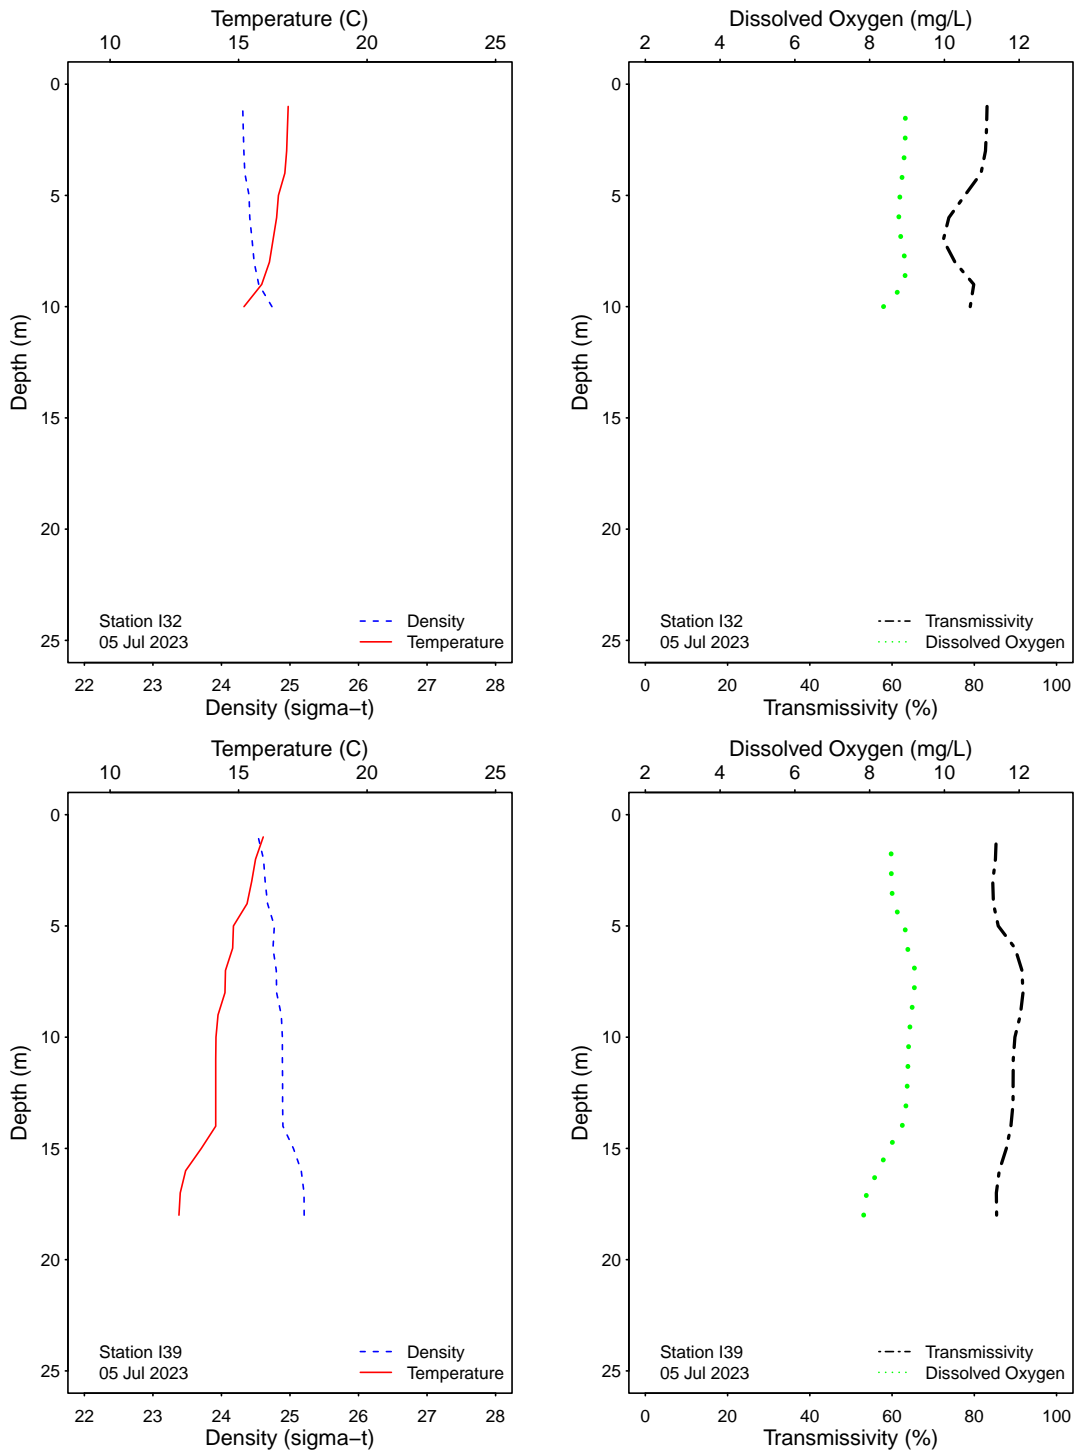 Temperature (C)
10 15 20 25
0
5
10
15
20
25
Depth (m)
Station I32
05 Jul 2023
Density
Temperature
22 23 24 25 26 27 28
Density (sigma−t)
Dissolved Oxygen (mg/L)
2 4 6 8 10 12
0
5
10
15
20
25
Depth (m)
Station I32
05 Jul 2023
Transmissivity
Dissolved Oxygen
0 20 40 60 80 100
Transmissivity (%)
Temperature (C)
10 15 20 25
0
5
10
15
20
25
Depth (m)
Station I39
05 Jul 2023
Density
Temperature
22 23 24 25 26 27 28
Density (sigma−t)
Dissolved Oxygen (mg/L)
2 4 6 8 10 12
0
5
10
15
20
25
Depth (m)
Station I39
05 Jul 2023
Transmissivity
Dissolved Oxygen
0 20 40 60 80 100
Transmissivity (%)